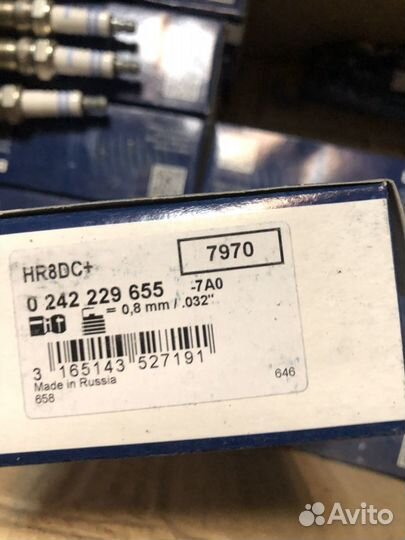 7970
HR8DC+
0 242 229 655 -7A0
= 0,8 mm / .032"
3 165143 527191
Made in Russia
658
646
Avito